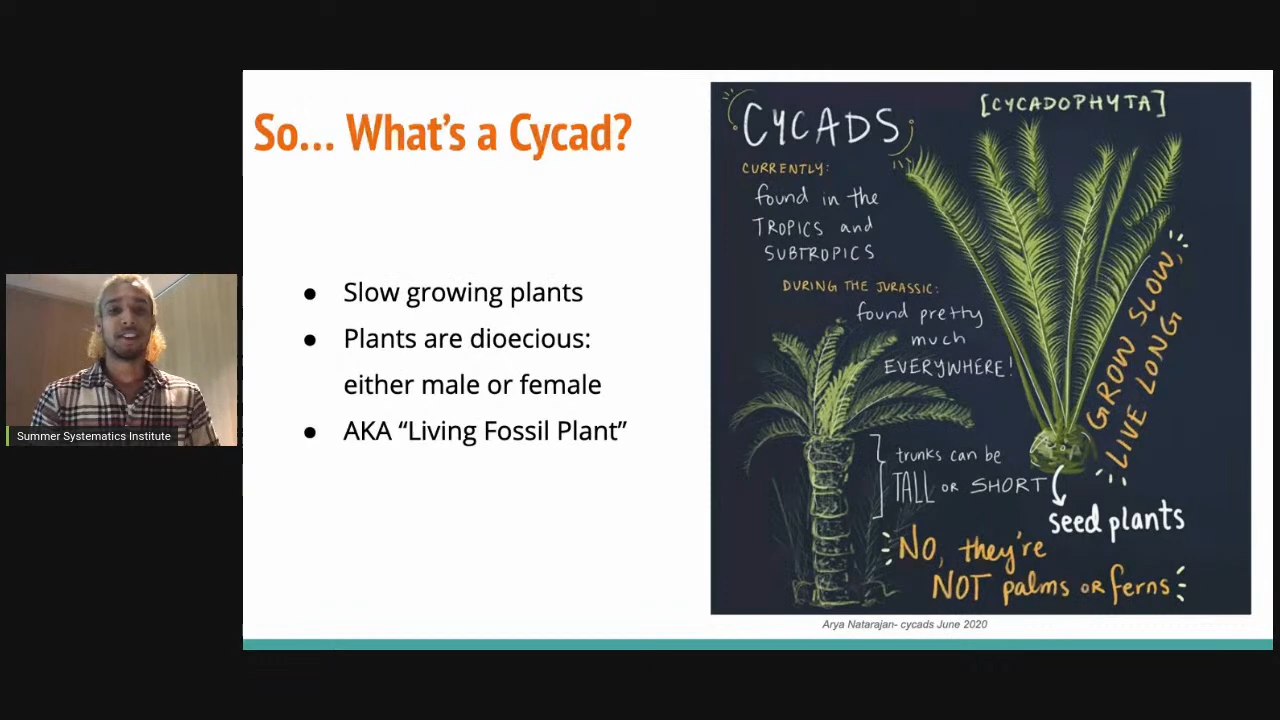 So... What's a Cycad?
● Slow growing plants
● Plants are dioecious:
either male or female
● AKA “Living Fossil Plant”
Summer Systematics Institute
CYCADS
[CYCADOPHYTA]
CURRENTLY:
found in the
TROPICS and
SUBTROPICS
DURING THE JURASSIC:
found pretty
much
EVERYWHERE!
GROW SLOW,
LIVE LONG
trunks can be
TALL OR SHORT
seed plants
NO, they're
NOT palms OR ferns
Arya Natarajan- cycads June 2020